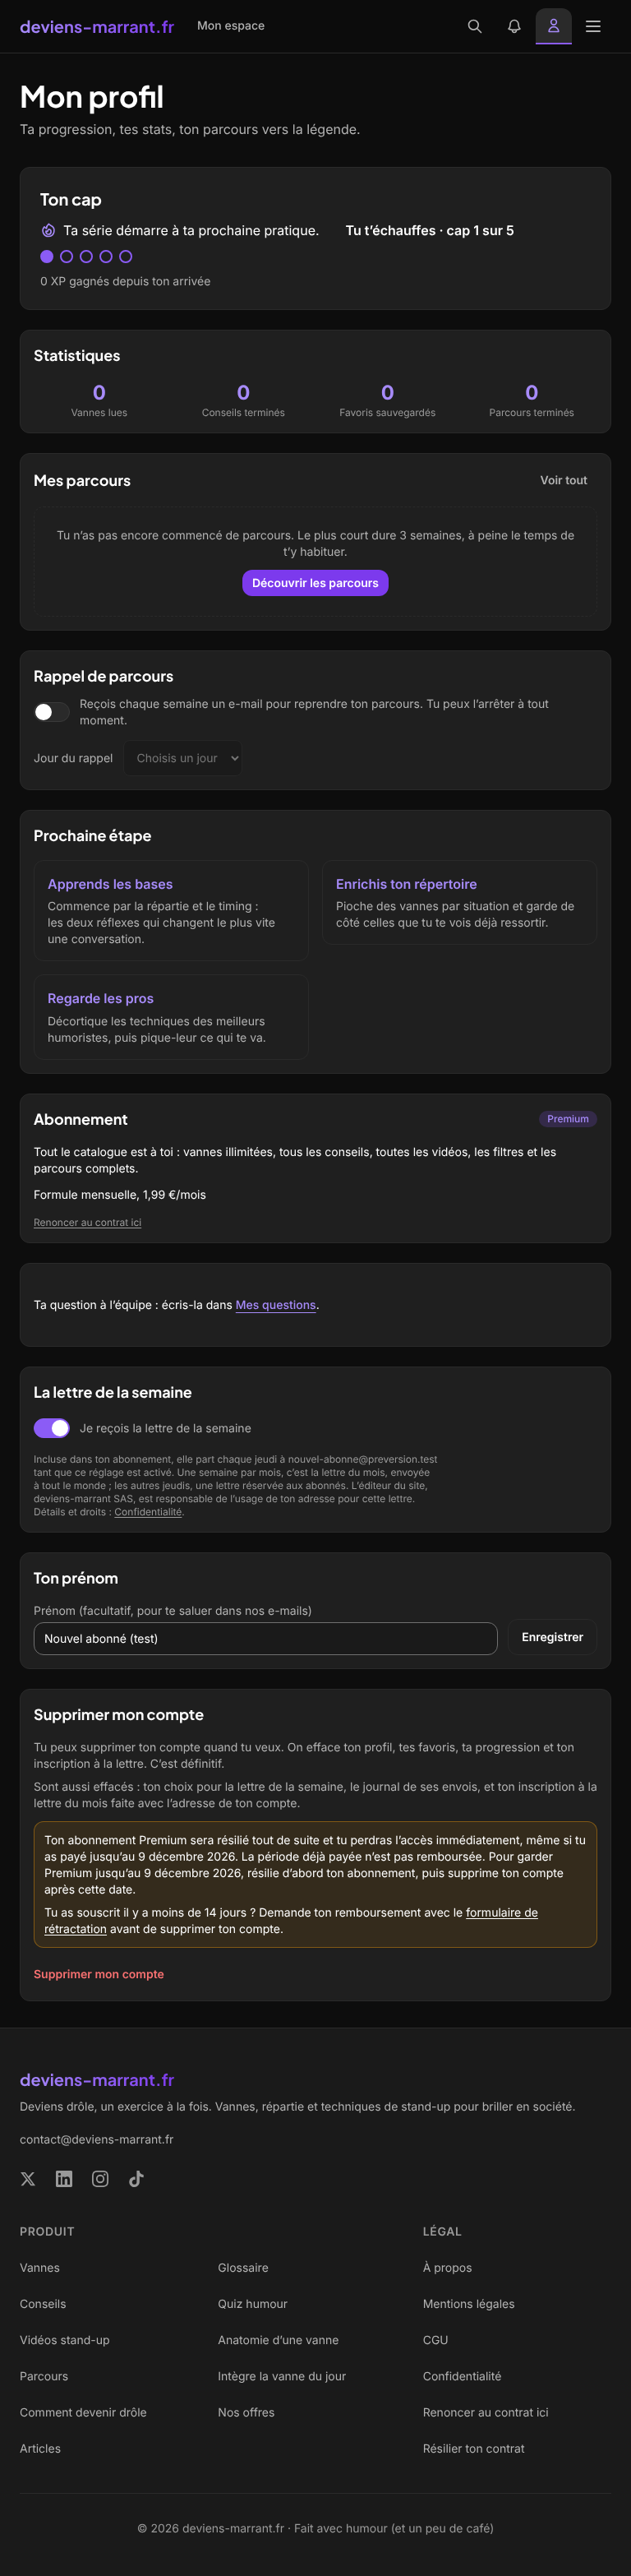 deviens-marrant.fr
Mon espace
Mon profil
Ta progression, tes stats, ton parcours vers la légende.
Ton cap
Ta série démarre à ta prochaine pratique.
Tu t’échauffes · cap 1 sur 5
0 XP gagnés depuis ton arrivée
Statistiques
0
0
0
0
Vannes lues
Conseils terminés
Favoris sauvegardés
Parcours terminés
Mes parcours
Voir tout
Tu n’as pas encore commencé de parcours. Le plus court dure 3 semaines, à peine le temps de
t’y habituer.
Découvrir les parcours
Rappel de parcours
Reçois chaque semaine un e-mail pour reprendre ton parcours. Tu peux l’arrêter à tout
moment.
Jour du rappel
Choisis un jour
Prochaine étape
Apprends les bases
Commence par la répartie et le timing :
les deux réflexes qui changent le plus vite
une conversation.
Enrichis ton répertoire
Pioche des vannes par situation et garde de
côté celles que tu te vois déjà ressortir.
Regarde les pros
Décortique les techniques des meilleurs
humoristes, puis pique-leur ce qui te va.
Abonnement
Premium
Tout le catalogue est à toi : vannes illimitées, tous les conseils, toutes les vidéos, les filtres et les
parcours complets.
Formule mensuelle, 1,99 €/mois
Renoncer au contrat ici
Ta question à l’équipe : écris-la dans Mes questions.
La lettre de la semaine
Je reçois la lettre de la semaine
Incluse dans ton abonnement, elle part chaque jeudi à nouvel-abonne@preversion.test
tant que ce réglage est activé. Une semaine par mois, c’est la lettre du mois, envoyée
à tout le monde ; les autres jeudis, une lettre réservée aux abonnés. L’éditeur du site,
deviens-marrant SAS, est responsable de l’usage de ton adresse pour cette lettre.
Détails et droits : Confidentialité.
Ton prénom
Prénom (facultatif, pour te saluer dans nos e-mails)
Nouvel abonné (test)
Enregistrer
Supprimer mon compte
Tu peux supprimer ton compte quand tu veux. On efface ton profil, tes favoris, ta progression et ton
inscription à la lettre. C’est définitif.
Sont aussi effacés : ton choix pour la lettre de la semaine, le journal de ses envois, et ton inscription à la
lettre du mois faite avec l’adresse de ton compte.
Ton abonnement Premium sera résilié tout de suite et tu perdras l’accès immédiatement, même si tu
as payé jusqu’au 9 décembre 2026. La période déjà payée n’est pas remboursée. Pour garder
Premium jusqu’au 9 décembre 2026, résilie d’abord ton abonnement, puis supprime ton compte
après cette date.
Tu as souscrit il y a moins de 14 jours ? Demande ton remboursement avec le formulaire de
rétractation avant de supprimer ton compte.
Supprimer mon compte
deviens-marrant.fr
Deviens drôle, un exercice à la fois. Vannes, répartie et techniques de stand-up pour briller en société.
contact@deviens-marrant.fr
PRODUIT
Vannes
Conseils
Vidéos stand-up
Parcours
Comment devenir drôle
Articles
Glossaire
Quiz humour
Anatomie d’une vanne
Intègre la vanne du jour
Nos offres
LÉGAL
À propos
Mentions légales
CGU
Confidentialité
Renoncer au contrat ici
Résilier ton contrat
© 2026 deviens-marrant.fr · Fait avec humour (et un peu de café)